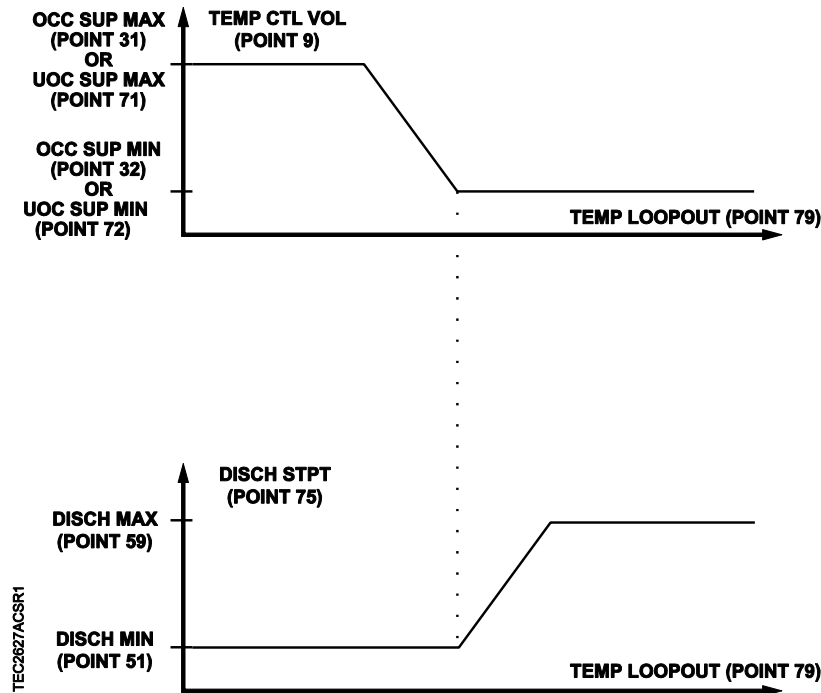 OCC SUP MAX
(POINT 31)
OR
UOC SUP MAX
(POINT 71)
TEMP CTL VOL
(POINT 9)
OCC SUP MIN
(POINT 32)
OR
UOC SUP MIN
(POINT 72)
TEMP LOOPOUT (POINT 79)
DISCH STPT
(POINT 75)
DISCH MAX
(POINT 59)
DISCH MIN
(POINT 51)
TEMP LOOPOUT (POINT 79)
TEC2627ACSR1